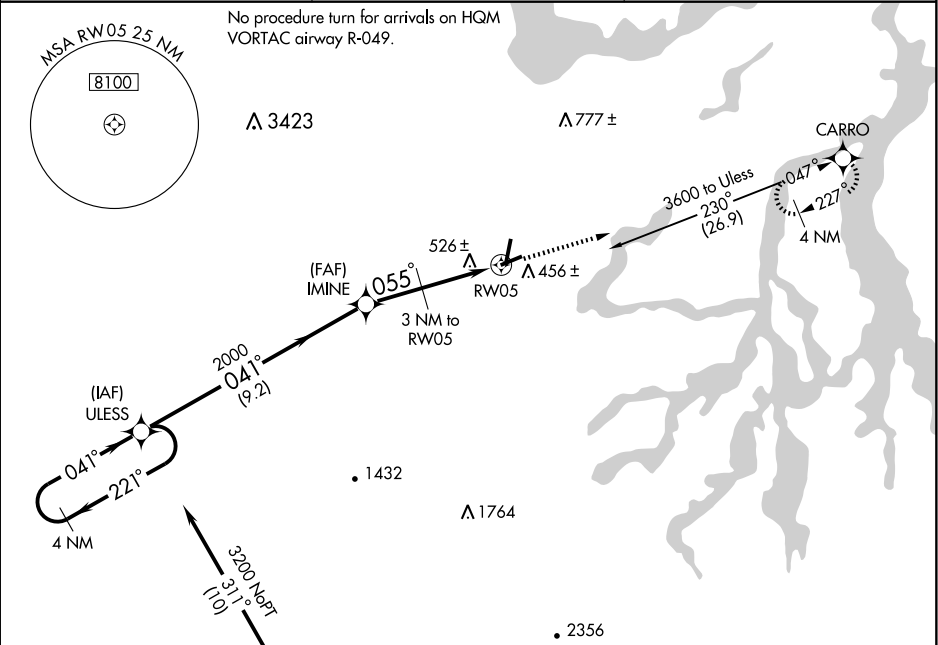 No procedure turn for arrivals on HQM
VORTAC airway R-049.
MSA RW05 25 NM
8100
3423
777 ±
CARRO
047°
227°
4 NM
3600 to Uless
230°
(26.9)
526 ±
456 ±
RW05
(FAF)
IMINE
055°
3 NM to
RW05
2000
041°
(9.2)
(IAF)
ULESS
041°
221°
4 NM
1432
1764
3200 NoPT
311°
(10)
2356